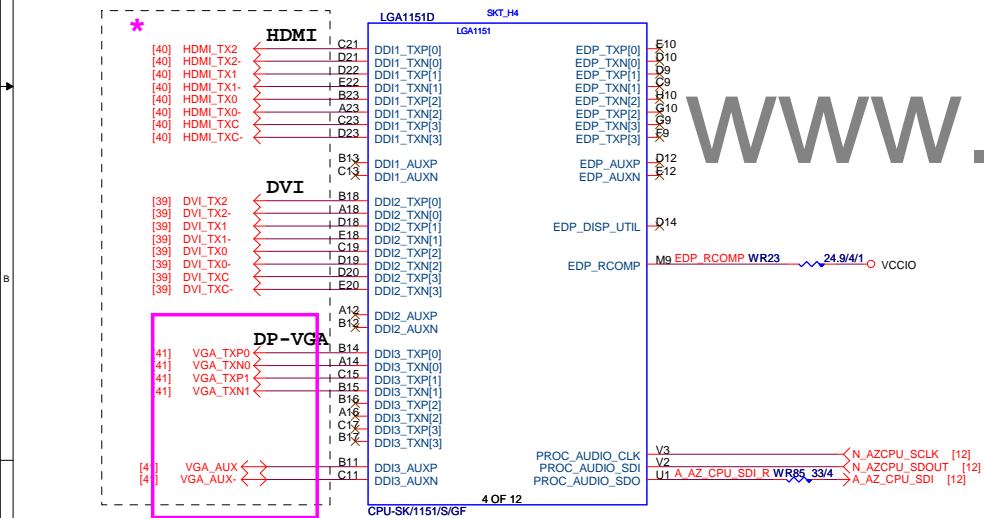 LGA1151D SKT_H4
LGA1151
*
HDMI
[40] HDMI_TX2 C21 DDI1_TXP[0] EDP_TXP[0] E10
[40] HDMI_TX2- D21 DDI1_TXN[0] EDP_TXN[0] D10
[40] HDMI_TX1 D22 DDI1_TXP[1] EDP_TXP[1] D9
[40] HDMI_TX1- E22 DDI1_TXN[1] EDP_TXN[1] C9
[40] HDMI_TX0 B23 DDI1_TXP[2] EDP_TXN[2] H10
[40] HDMI_TX0- A23 DDI1_TXN[2] EDP_TXP[2] G10
[40] HDMI_TXC C23 DDI1_TXP[3] EDP_TXN[3] G9
[40] HDMI_TXC- D23 DDI1_TXN[3] EDP_TXP[3] F9
www.
B13 DDI1_AUXP EDP_AUXP D12
C13 DDI1_AUXN EDP_AUXN E12
DVI
[39] DVI_TX2 B18 DDI2_TXP[0]
[39] DVI_TX2- A18 DDI2_TXN[0]
[39] DVI_TX1 D18 DDI2_TXP[1] EDP_DISP_UTIL D14
[39] DVI_TX1- E18 DDI2_TXN[1]
[39] DVI_TX0 C19 DDI2_TXP[2]
[39] DVI_TX0- D19 DDI2_TXN[2] EDP_RCOMP M9 EDP_RCOMP WR23 24.9/4/1 VCCIO
[39] DVI_TXC D20 DDI2_TXP[3]
[39] DVI_TXC- E20 DDI2_TXN[3]
B
A12 DDI2_AUXP
B12 DDI2_AUXN
DP-VGA
[41] VGA_TXP0 B14 DDI3_TXP[0]
[41] VGA_TXN0 A14 DDI3_TXN[0]
[41] VGA_TXP1 C15 DDI3_TXP[1]
[41] VGA_TXN1 B15 DDI3_TXN[1]
B16 DDI3_TXP[2]
A16 DDI3_TXN[2]
C17 DDI3_TXP[3]
B17 DDI3_TXN[3]
PROC_AUDIO_CLK V3 N_AZCPU_SCLK [12]
[41] VGA_AUX B11 DDI3_AUXP PROC_AUDIO_SDI V2 N_AZCPU_SDOUT [12]
[41] VGA_AUX- C11 DDI3_AUXN PROC_AUDIO_SDO U1 A_AZ_CPU_SDI_R WR85 33/4 A_AZ_CPU_SDI [12]
4 OF 12
CPU-SK/1151/S/GF